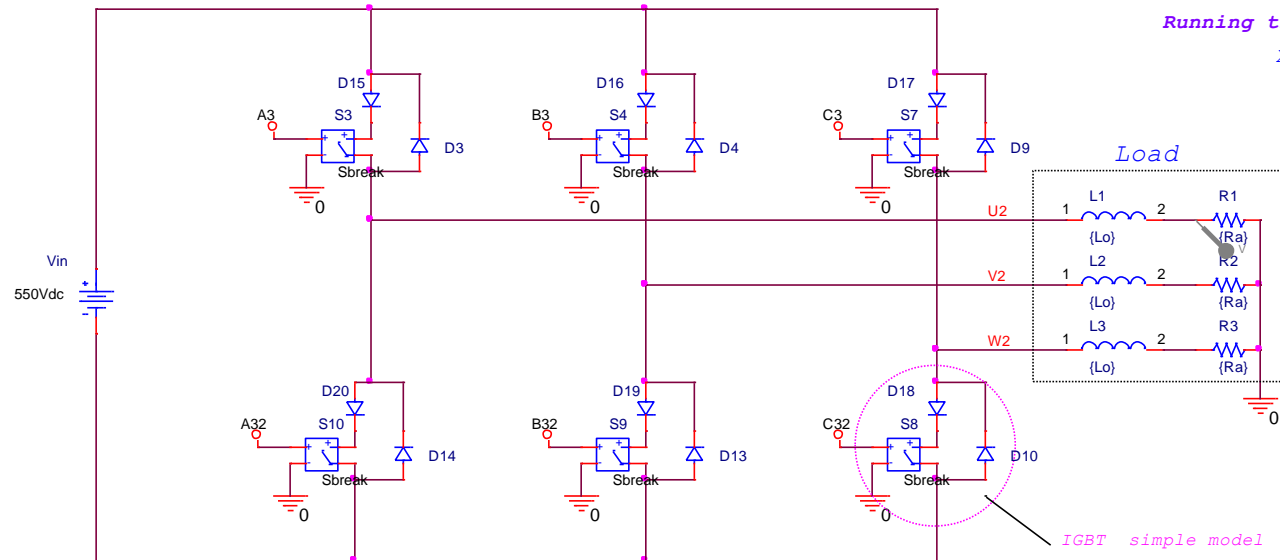 Running t
D15
D16
D17
A3
S3
B3
S4
C3
S7
D3
D4
D9
Load
Sbreak
Sbreak
Sbreak
0
0
0
L1
R1
1
2
U2
{Lo}
{Ra}
V
Vin
L2
R2
1
2
V2
550Vdc
{Lo}
{Ra}
L3
R3
1
2
W2
{Lo}
{Ra}
D20
D19
D18
0
A32
S10
B32
S9
C32
S8
D14
D13
D10
Sbreak
Sbreak
Sbreak
0
0
0
IGBT simple model